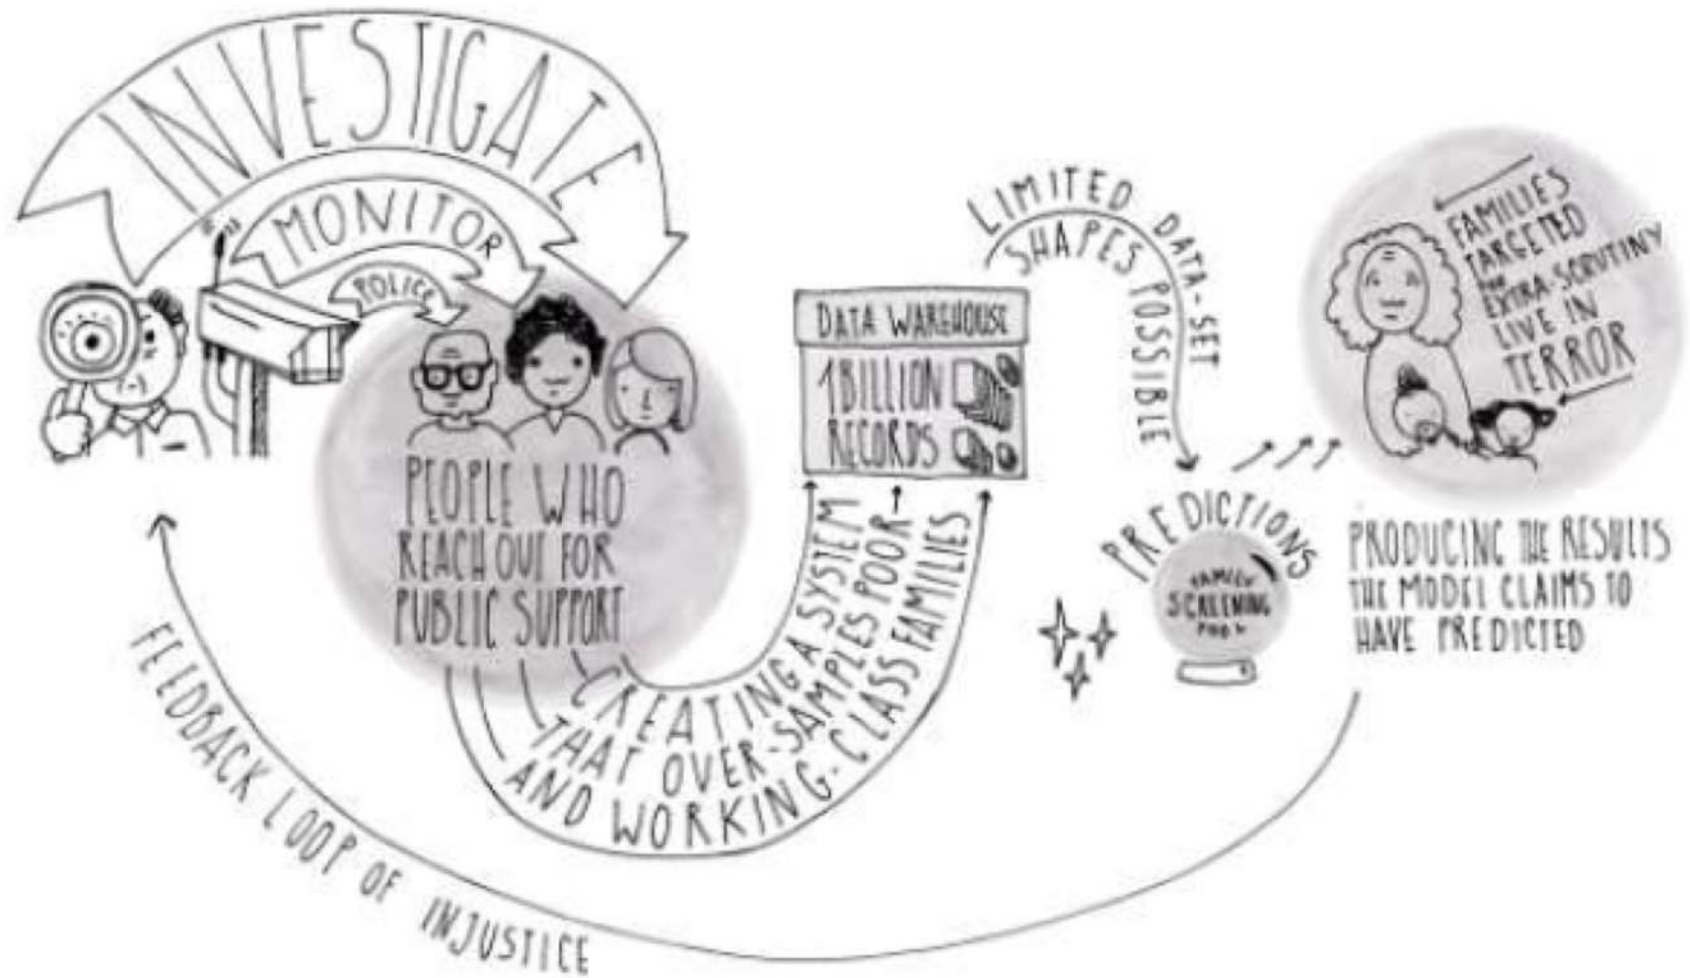 INVESTIGATE
MONITOR
POLICE
PEOPLE WHO
REACH OUT FOR
PUBLIC SUPPORT
CREATING A SYSTEM
THAT OVER-SAMPLES POOR-
AND WORKING-CLASS FAMILIES
DATA WAREHOUSE
1 BILLION
RECORDS
LIMITED DATA-SET
SHAPES POSSIBLE
PREDICTIONS
FAMILY
SCREENING
FAMILIES
TARGETED
FOR
EXTRA-SCRUTINY
LIVE IN
TERROR
PRODUCING THE RESULTS
THE MODEL CLAIMS TO
HAVE PREDICTED
FEEDBACK LOOP OF INJUSTICE